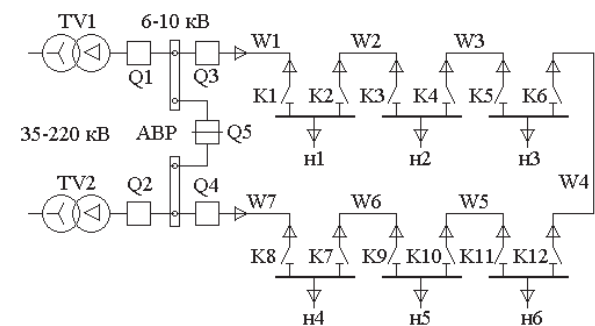 TV1 6-10 кВ
W1 W2 W3
Q1 Q3
K1 K2 K3 K4 K5 K6
35-220 кВ АВР Q5
н1 н2 н3
TV2 Q2 Q4
W4
W7 W6 W5
K8 K7 K9 K10 K11 K12
н4 н5 н6